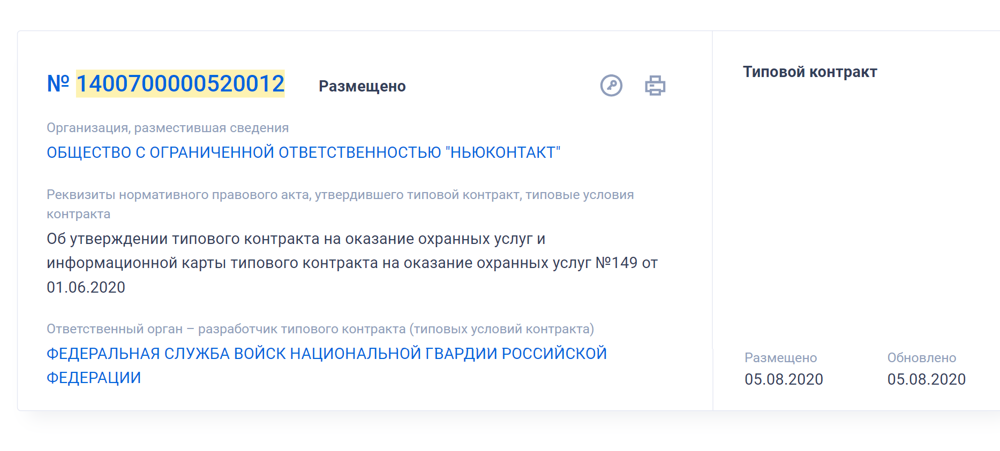 № 1400700000520012 Размещено
Типовой контракт
Организация, разместившая сведения
ОБЩЕСТВО С ОГРАНИЧЕННОЙ ОТВЕТСТВЕННОСТЬЮ "НЬЮКОНТАКТ"
Реквизиты нормативного правового акта, утвердившего типовой контракт, типовые условия
контракта
Об утверждении типового контракта на оказание охранных услуг и
информационной карты типового контракта на оказание охранных услуг №149 от
01.06.2020
Ответственный орган – разработчик типового контракта (типовых условий контракта)
ФЕДЕРАЛЬНАЯ СЛУЖБА ВОЙСК НАЦИОНАЛЬНОЙ ГВАРДИИ РОССИЙСКОЙ
ФЕДЕРАЦИИ
Размещено Обновлено
05.08.2020 05.08.2020